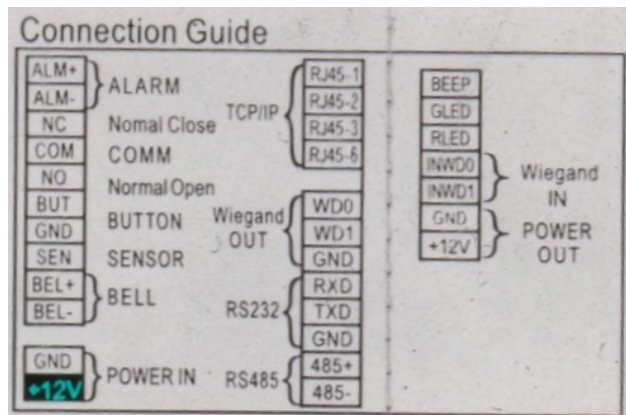 Connection Guide
ALM+
ALM-
ALARM
NC
Nomal Close
COM
COMM
NO
Normal Open
BUT
BUTTON
GND
SEN
SENSOR
BEL+
BEL-
BELL
GND
+12V
POWER IN
TCP/IP
RJ45-1
RJ45-2
RJ45-3
RJ45-6
Wiegand
OUT
WD0
WD1
GND
RS232
RXD
TXD
GND
RS485
485+
485-
BEEP
GLED
RLED
INWD0
INWD1
Wiegand
IN
GND
+12V
POWER
OUT